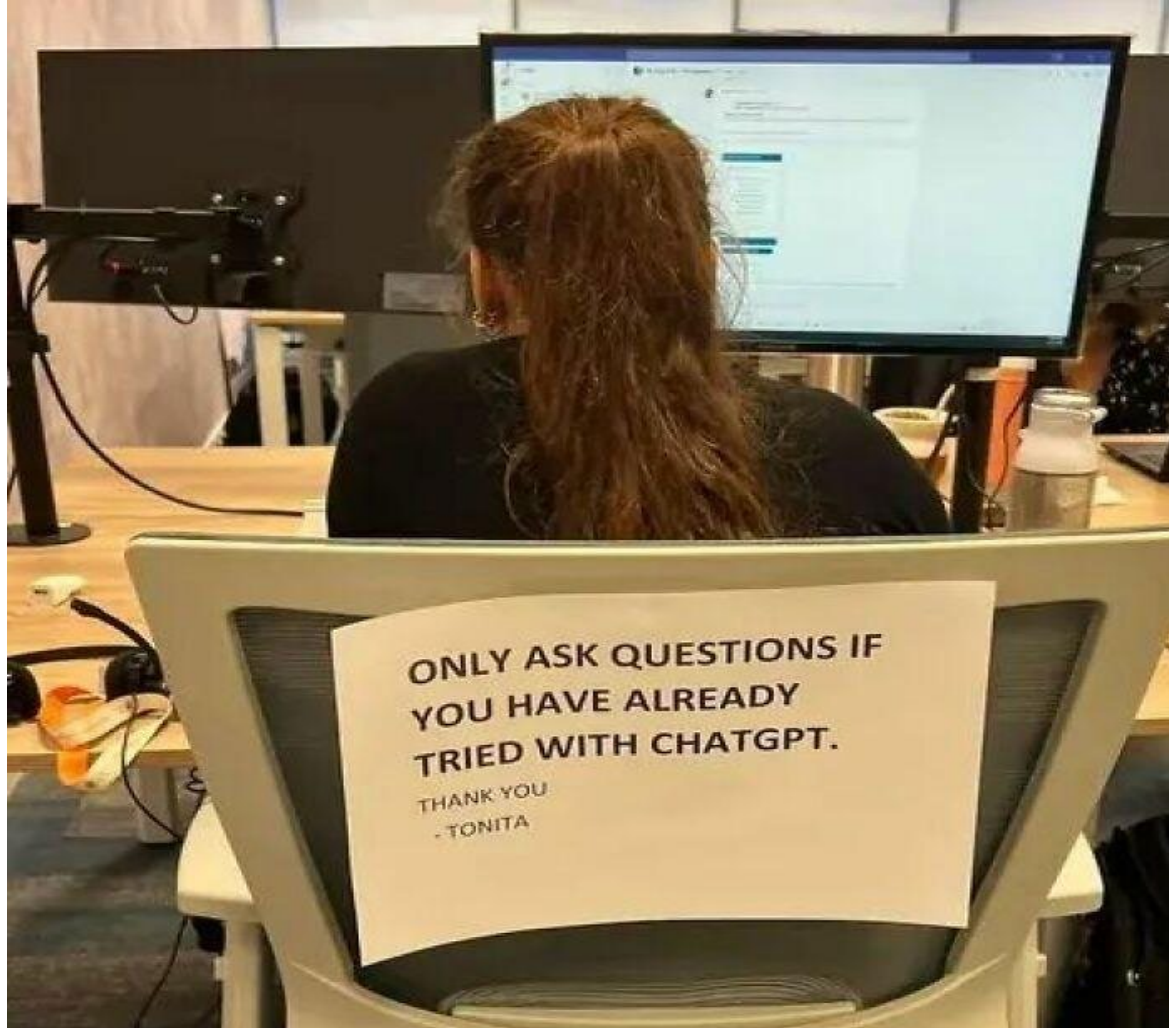 ONLY ASK QUESTIONS IF
YOU HAVE ALREADY
TRIED WITH CHATGPT.
THANK YOU
- TONITA